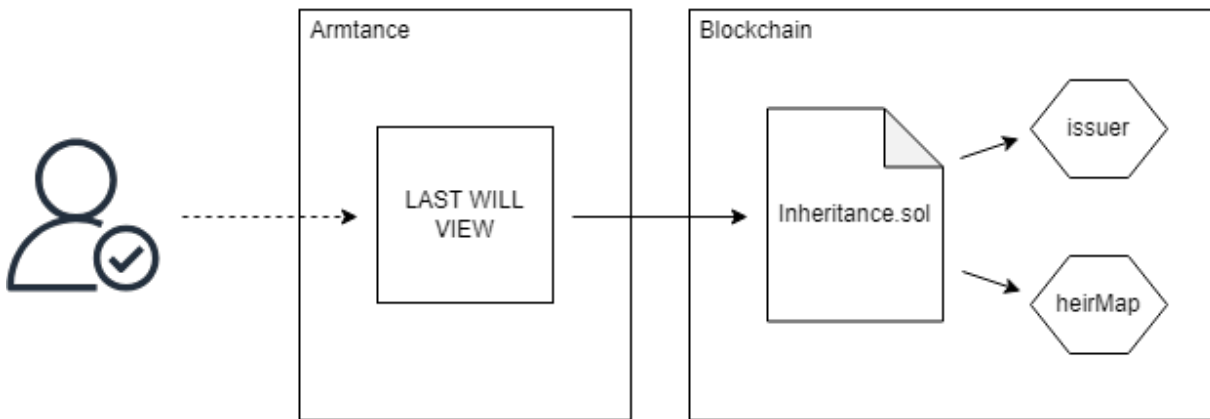 Armtance
Blockchain
LAST WILL
VIEW
Inheritance.sol
issuer
heirMap